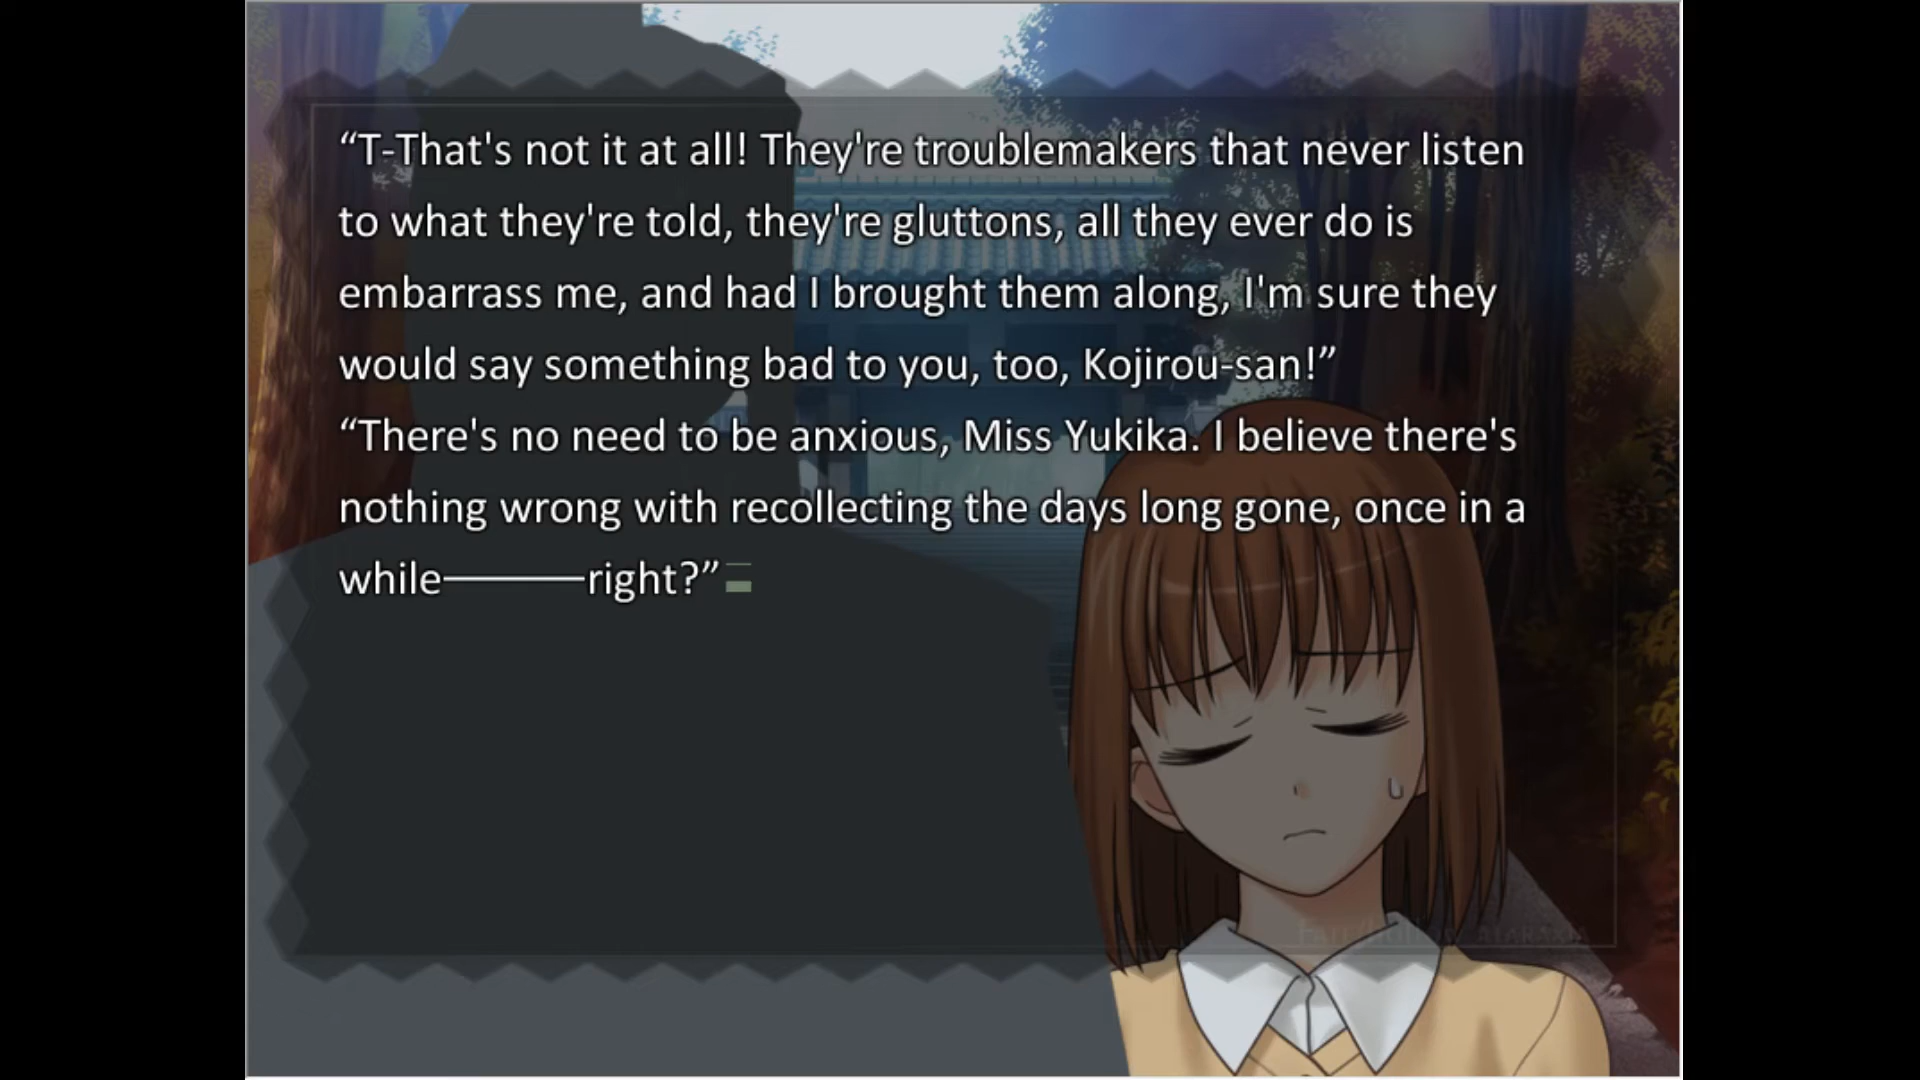 “T-That's not it at all! They're troublemakers that never listen
to what they're told, they're gluttons, all they ever do is
embarrass me, and had I brought them along, I'm sure they
would say something bad to you, too, Kojirou-san!”
“There's no need to be anxious, Miss Yukika. I believe there's
nothing wrong with recollecting the days long gone, once in a
while———right?”